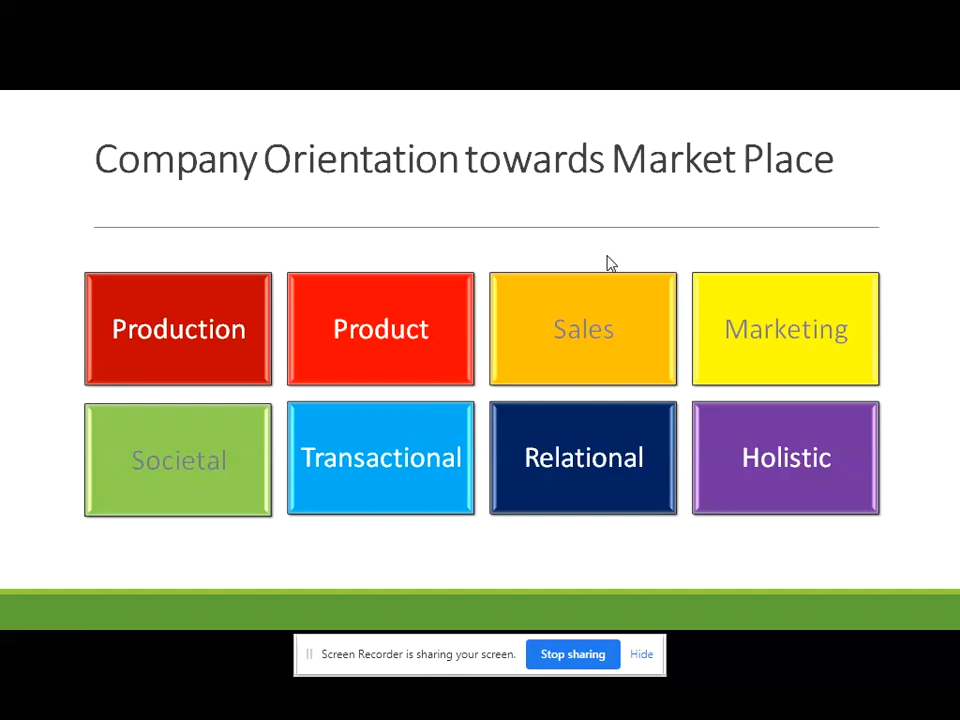 Company Orientation towards Market Place
Production
Product
Sales
Marketing
Societal
Transactional
Relational
Holistic
Screen Recorder is sharing your screen.
Stop sharing
Hide